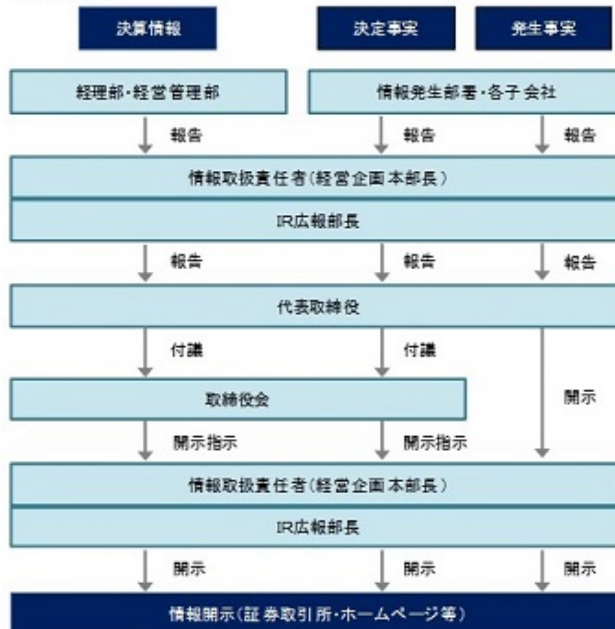 決算情報 決定事実 発生事実
経理部・経営管理部 情報発生部署・各子会社
報告 報告 報告
情報取扱責任者(経営企画本部長)
IR広報部長
報告 報告 報告
代表取締役
付議 付議
開示
取締役会
開示指示 開示指示
情報取扱責任者(経営企画本部長)
IR広報部長
開示 開示 開示
情報開示(証券取引所・ホームページ等)